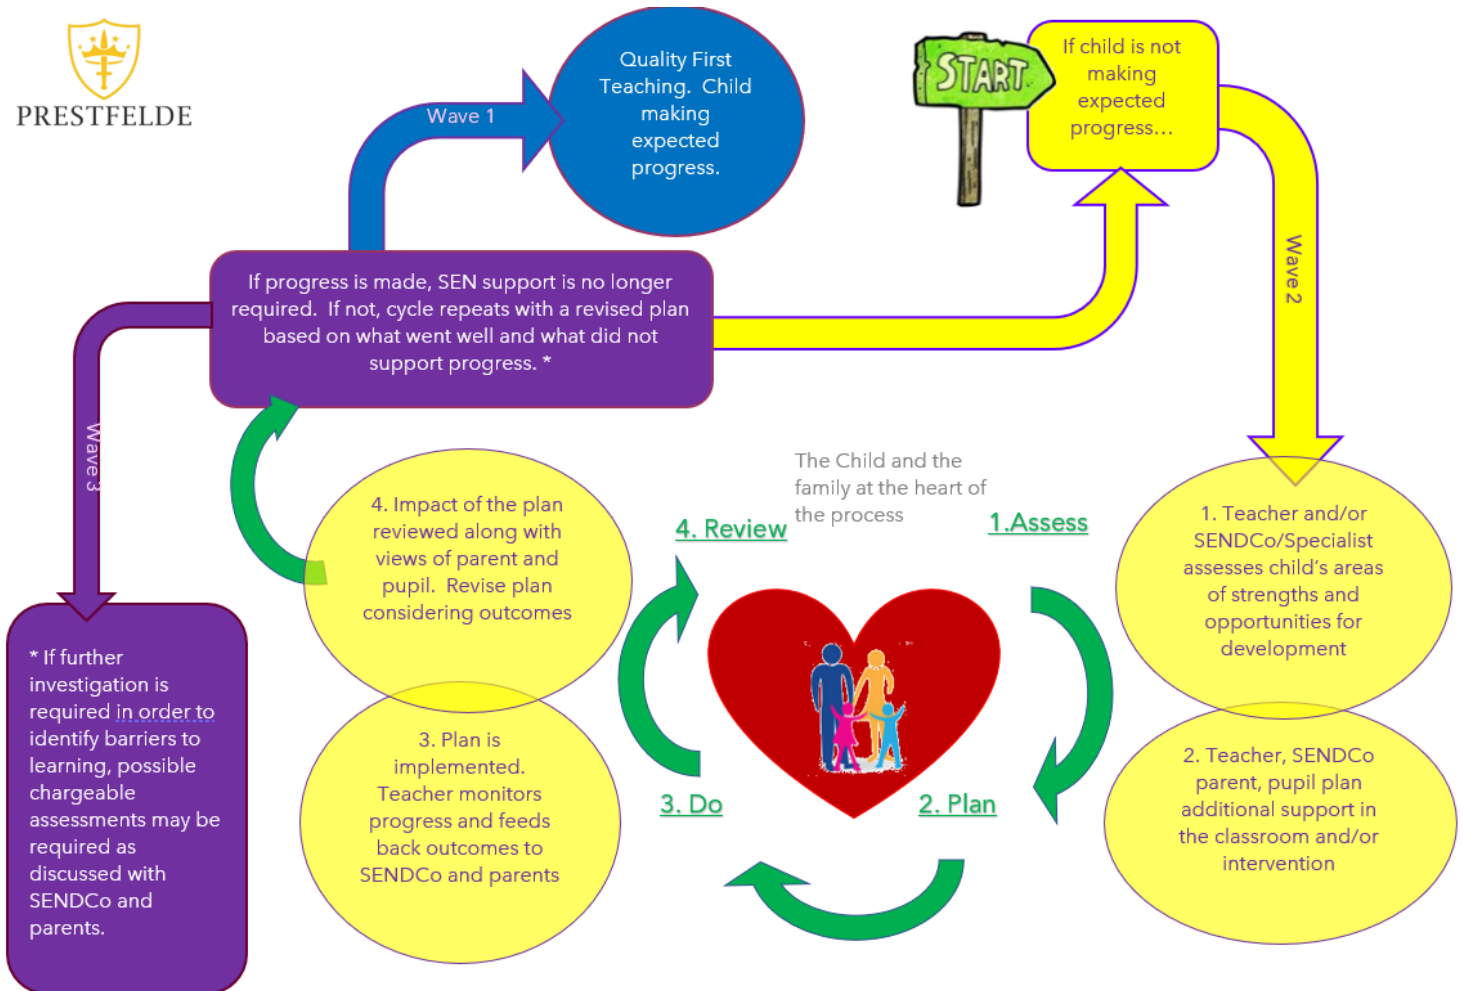 PRESTFELDE
Wave 1
Quality First
Teaching. Child
making
expected
progress.
START
If child is not
making
expected
progress…
Wave 2
If progress is made, SEN support is no longer
required. If not, cycle repeats with a revised plan
based on what went well and what did not
support progress. *
Wave 3
* If further
investigation is
required in order to
identify barriers to
learning, possible
chargeable
assessments may be
required as
discussed with
SENDCo and
parents.
4. Impact of the plan
reviewed along with
views of parent and
pupil. Revise plan
considering outcomes
3. Plan is
implemented.
Teacher monitors
progress and feeds
back outcomes to
SENDCo and parents
The Child and the
family at the heart of
the process
4. Review
1.Assess
3. Do
2. Plan
1. Teacher and/or
SENDCo/Specialist
assesses child's areas
of strengths and
opportunities for
development
2. Teacher, SENDCo
parent, pupil plan
additional support in
the classroom and/or
intervention